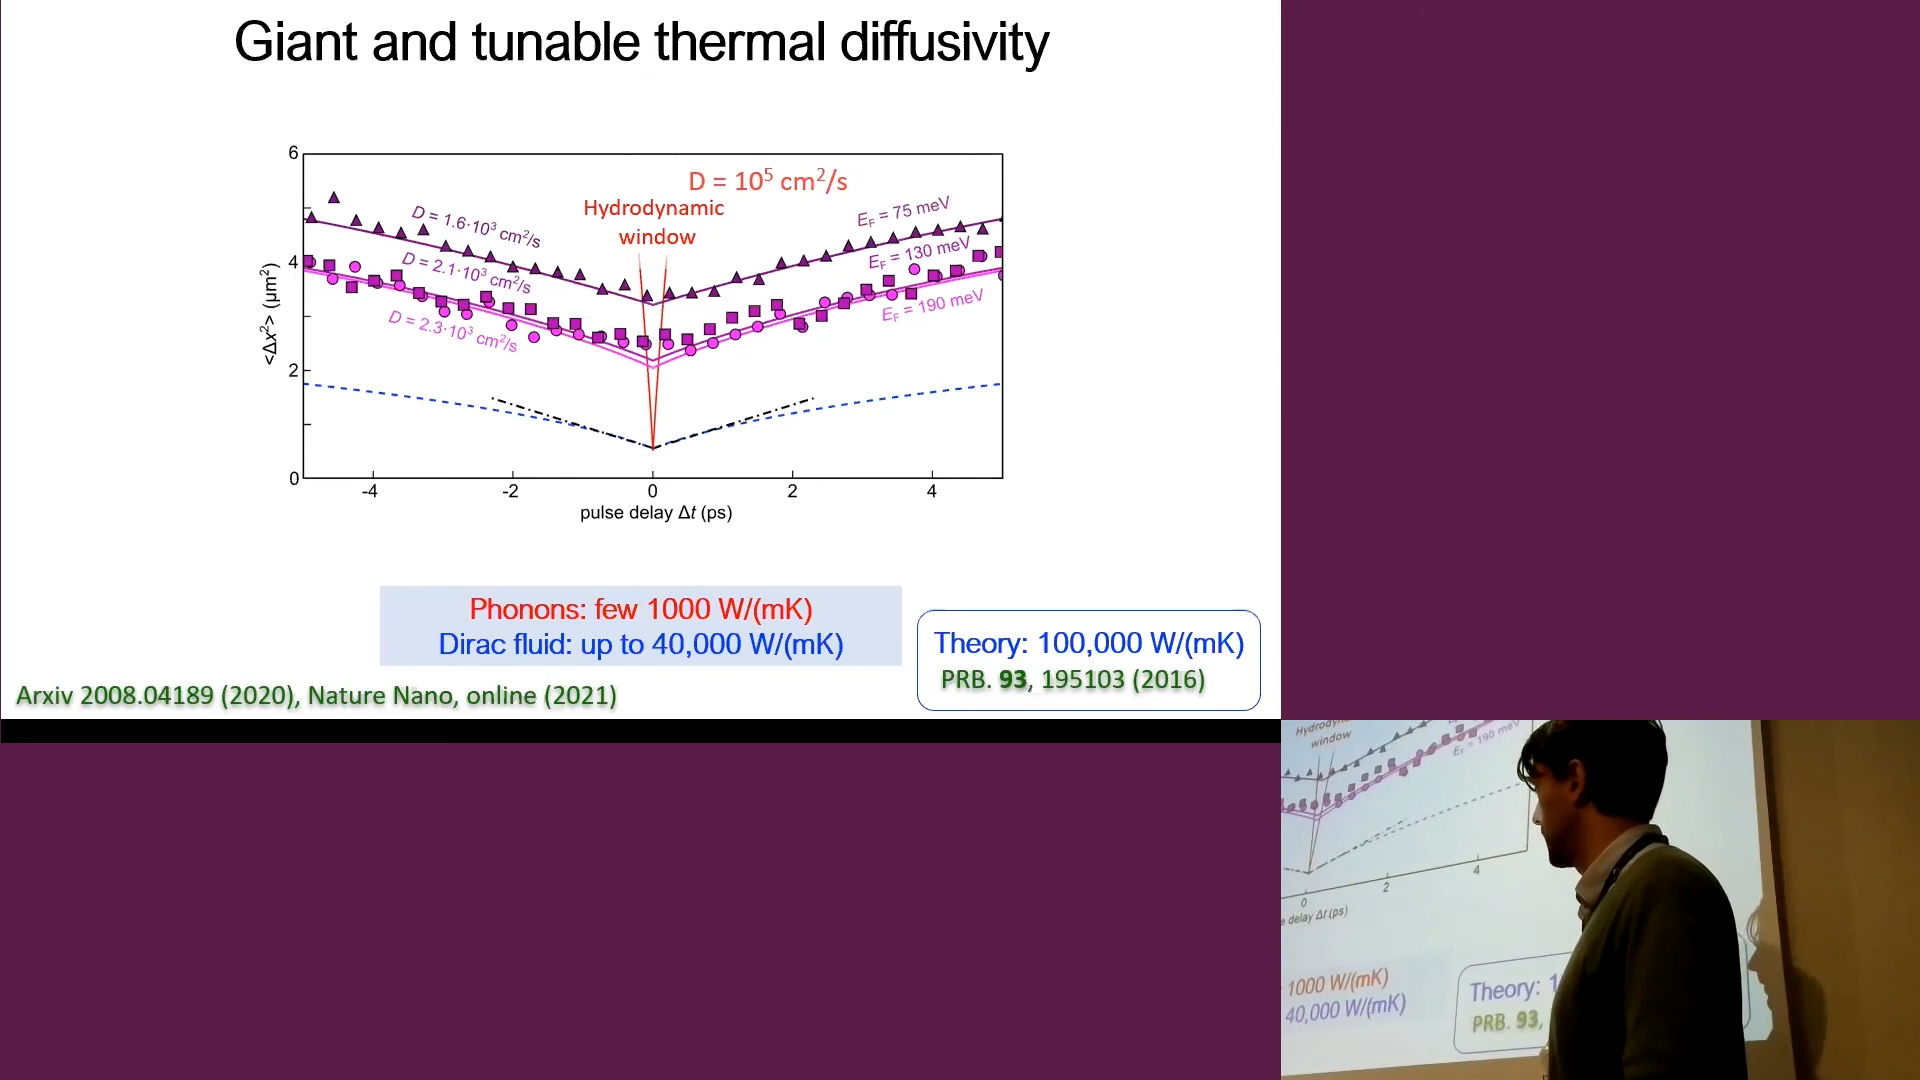 Giant and tunable thermal diffusivity
6
D = 10⁵ cm²/s
Hydrodynamic
window
D = 1.6·10³ cm²/s
E_F = 75 meV
D = 2.1·10³ cm²/s
E_F = 130 meV
D = 2.3·10³ cm²/s
E_F = 190 meV
4
<Δx²> (μm²)
2
0
-4 -2 0 2 4
pulse delay Δt (ps)
Phonons: few 1000 W/(mK)
Dirac fluid: up to 40,000 W/(mK)
Theory: 100,000 W/(mK)
PRB. 93, 195103 (2016)
Arxiv 2008.04189 (2020), Nature Nano, online (2021)
window
E_F = 190 meV
0 2 4
delay Δt (ps)
1000 W/(mK)
40,000 W/(mK)
Theory:
PRB. 93,